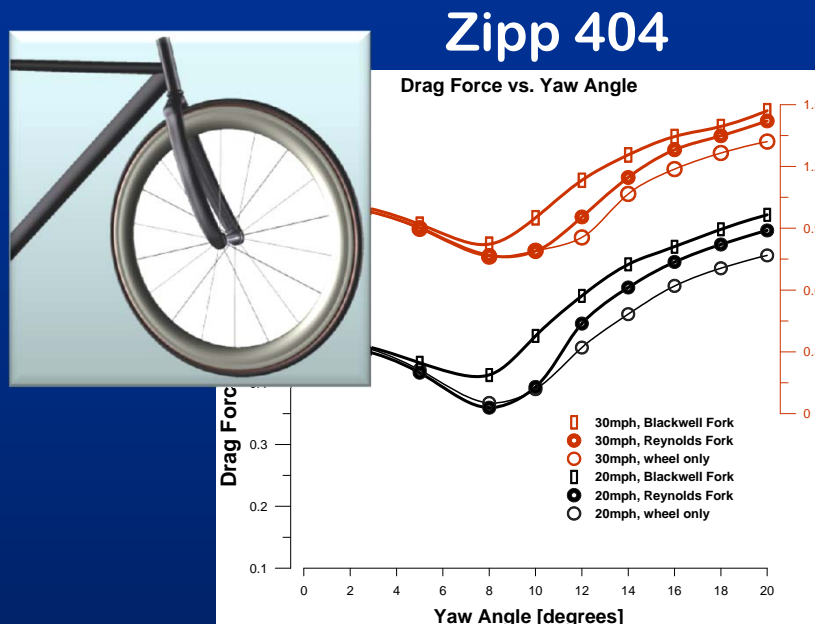 Zipp 404
Drag Force vs. Yaw Angle
30mph, Blackwell Fork
30mph, Reynolds Fork
30mph, wheel only
20mph, Blackwell Fork
20mph, Reynolds Fork
20mph, wheel only
Drag Forc
0.3
0.2
0.1
0
0 2 4 6 8 10 12 14 16 18 20
Yaw Angle [degrees]